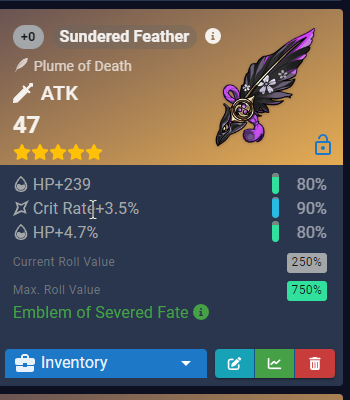 +0 Sundered Feather
Plume of Death
ATK
47
HP+239 80%
Crit Rate+3.5% 90%
HP+4.7% 80%
Current Roll Value 250%
Max. Roll Value 750%
Emblem of Severed Fate
Inventory